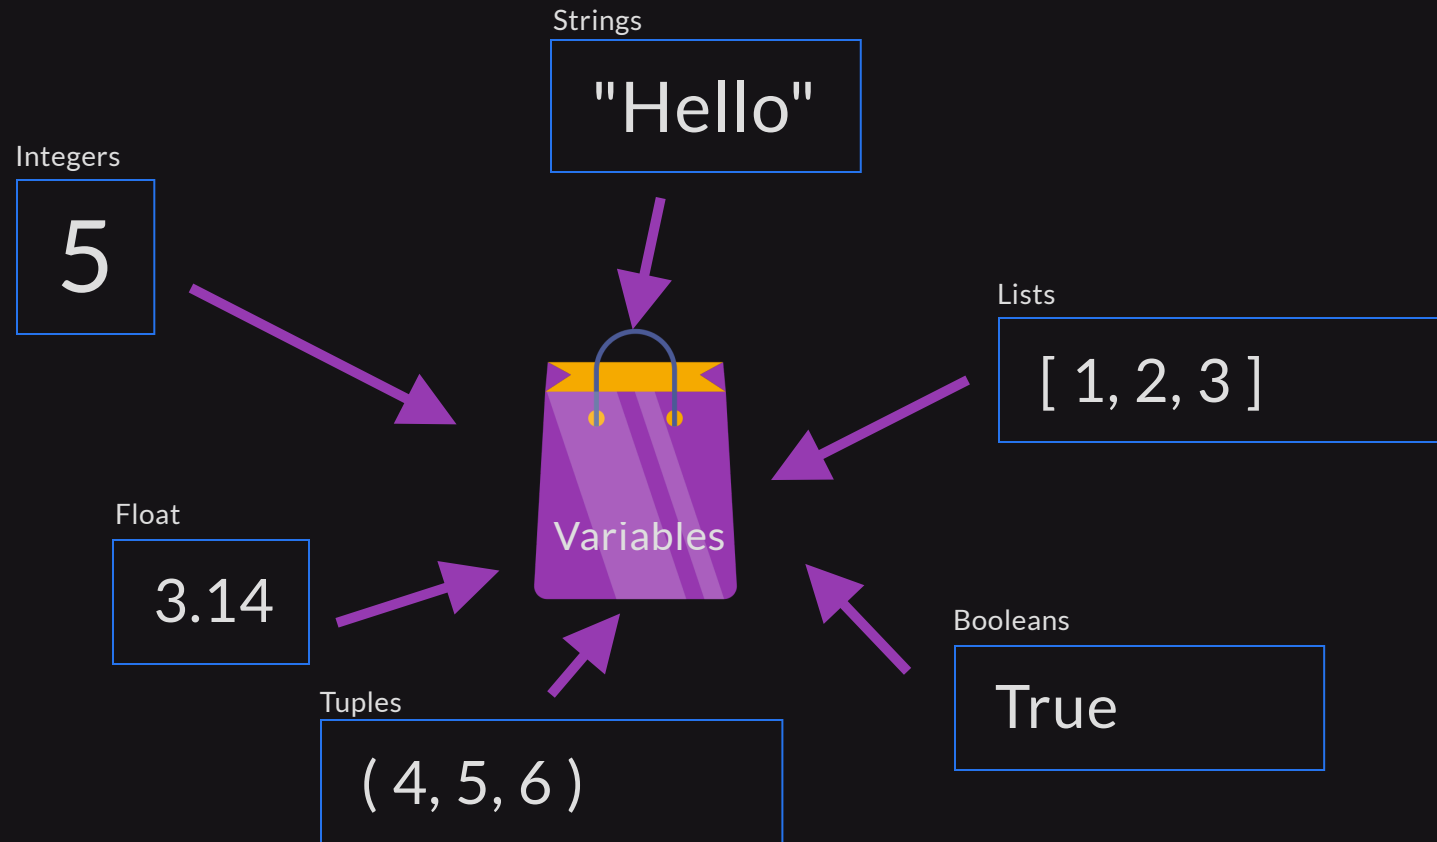 Strings
"Hello"
Integers
5
Lists
[ 1, 2, 3 ]
Variables
Float
3.14
Booleans
True
Tuples
( 4, 5, 6 )